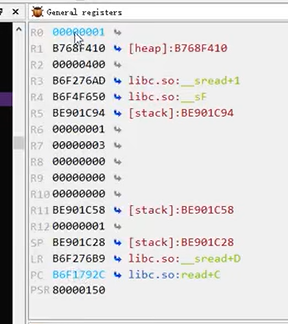 General registers
R0 00000001
R1 B768F410 [heap]:B768F410
R2 00000400
R3 B6F276AD libc.so:__sread+1
R4 B6F4F650 libc.so:__sF
R5 BE901C94 [stack]:BE901C94
R6 00000001
R7 00000003
R8 00000000
R9 00000000
R10 00000000
R11 BE901C58 [stack]:BE901C58
R12 00000001
SP BE901C28 [stack]:BE901C28
LR B6F276B9 libc.so:__sread+D
PC B6F1792C libc.so:read+C
PSR 80000150